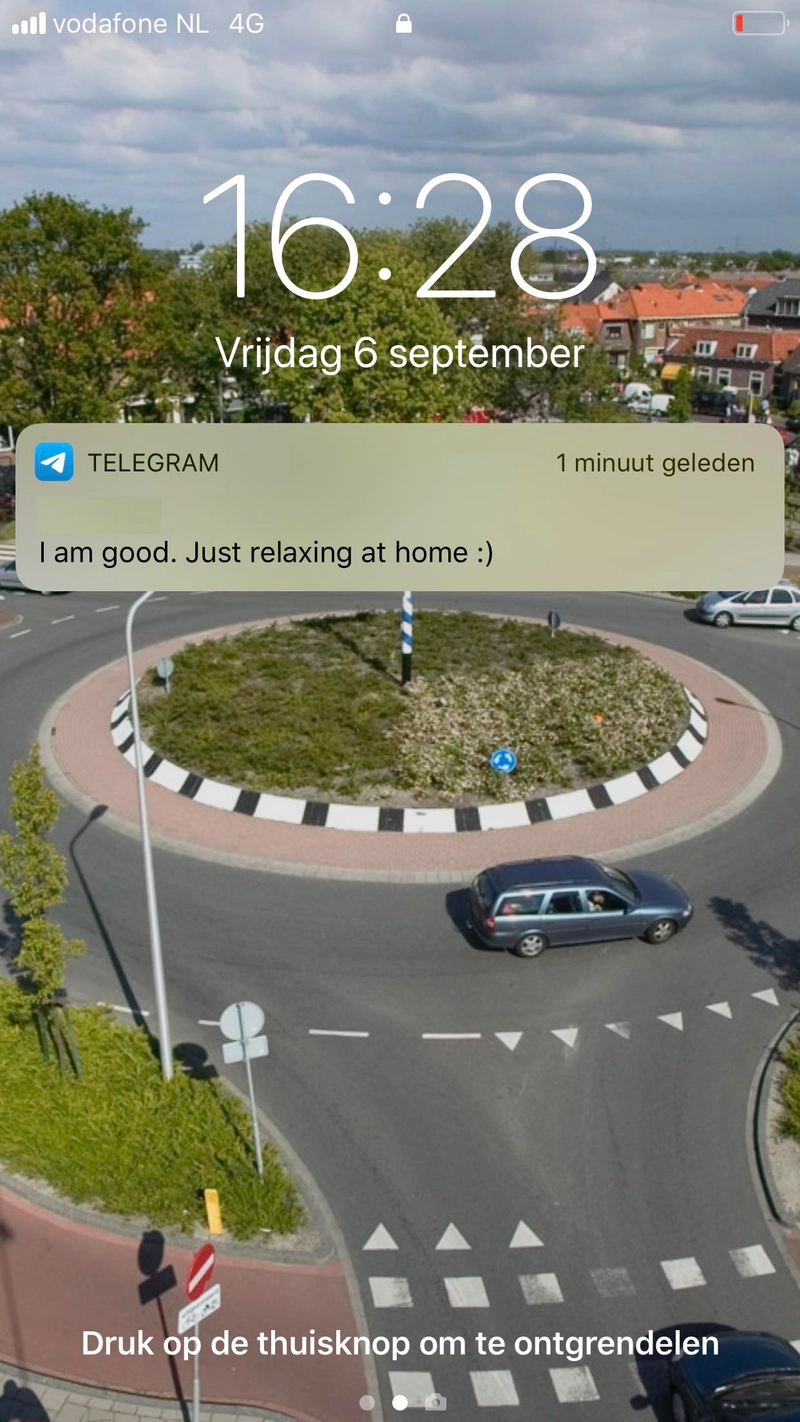 vodafone NL 4G
16:28
Vrijdag 6 september
TELEGRAM 1 minuut geleden
I am good. Just relaxing at home :)
Druk op de thuisknop om te ontgrendelen